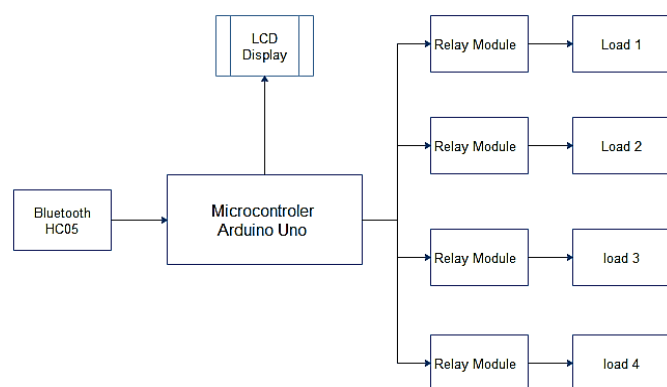 LCD
Display
Relay Module
Load 1
Relay Module
Load 2
Bluetooth
HC05
Microcontroler
Arduino Uno
Relay Module
load 3
Relay Module
load 4